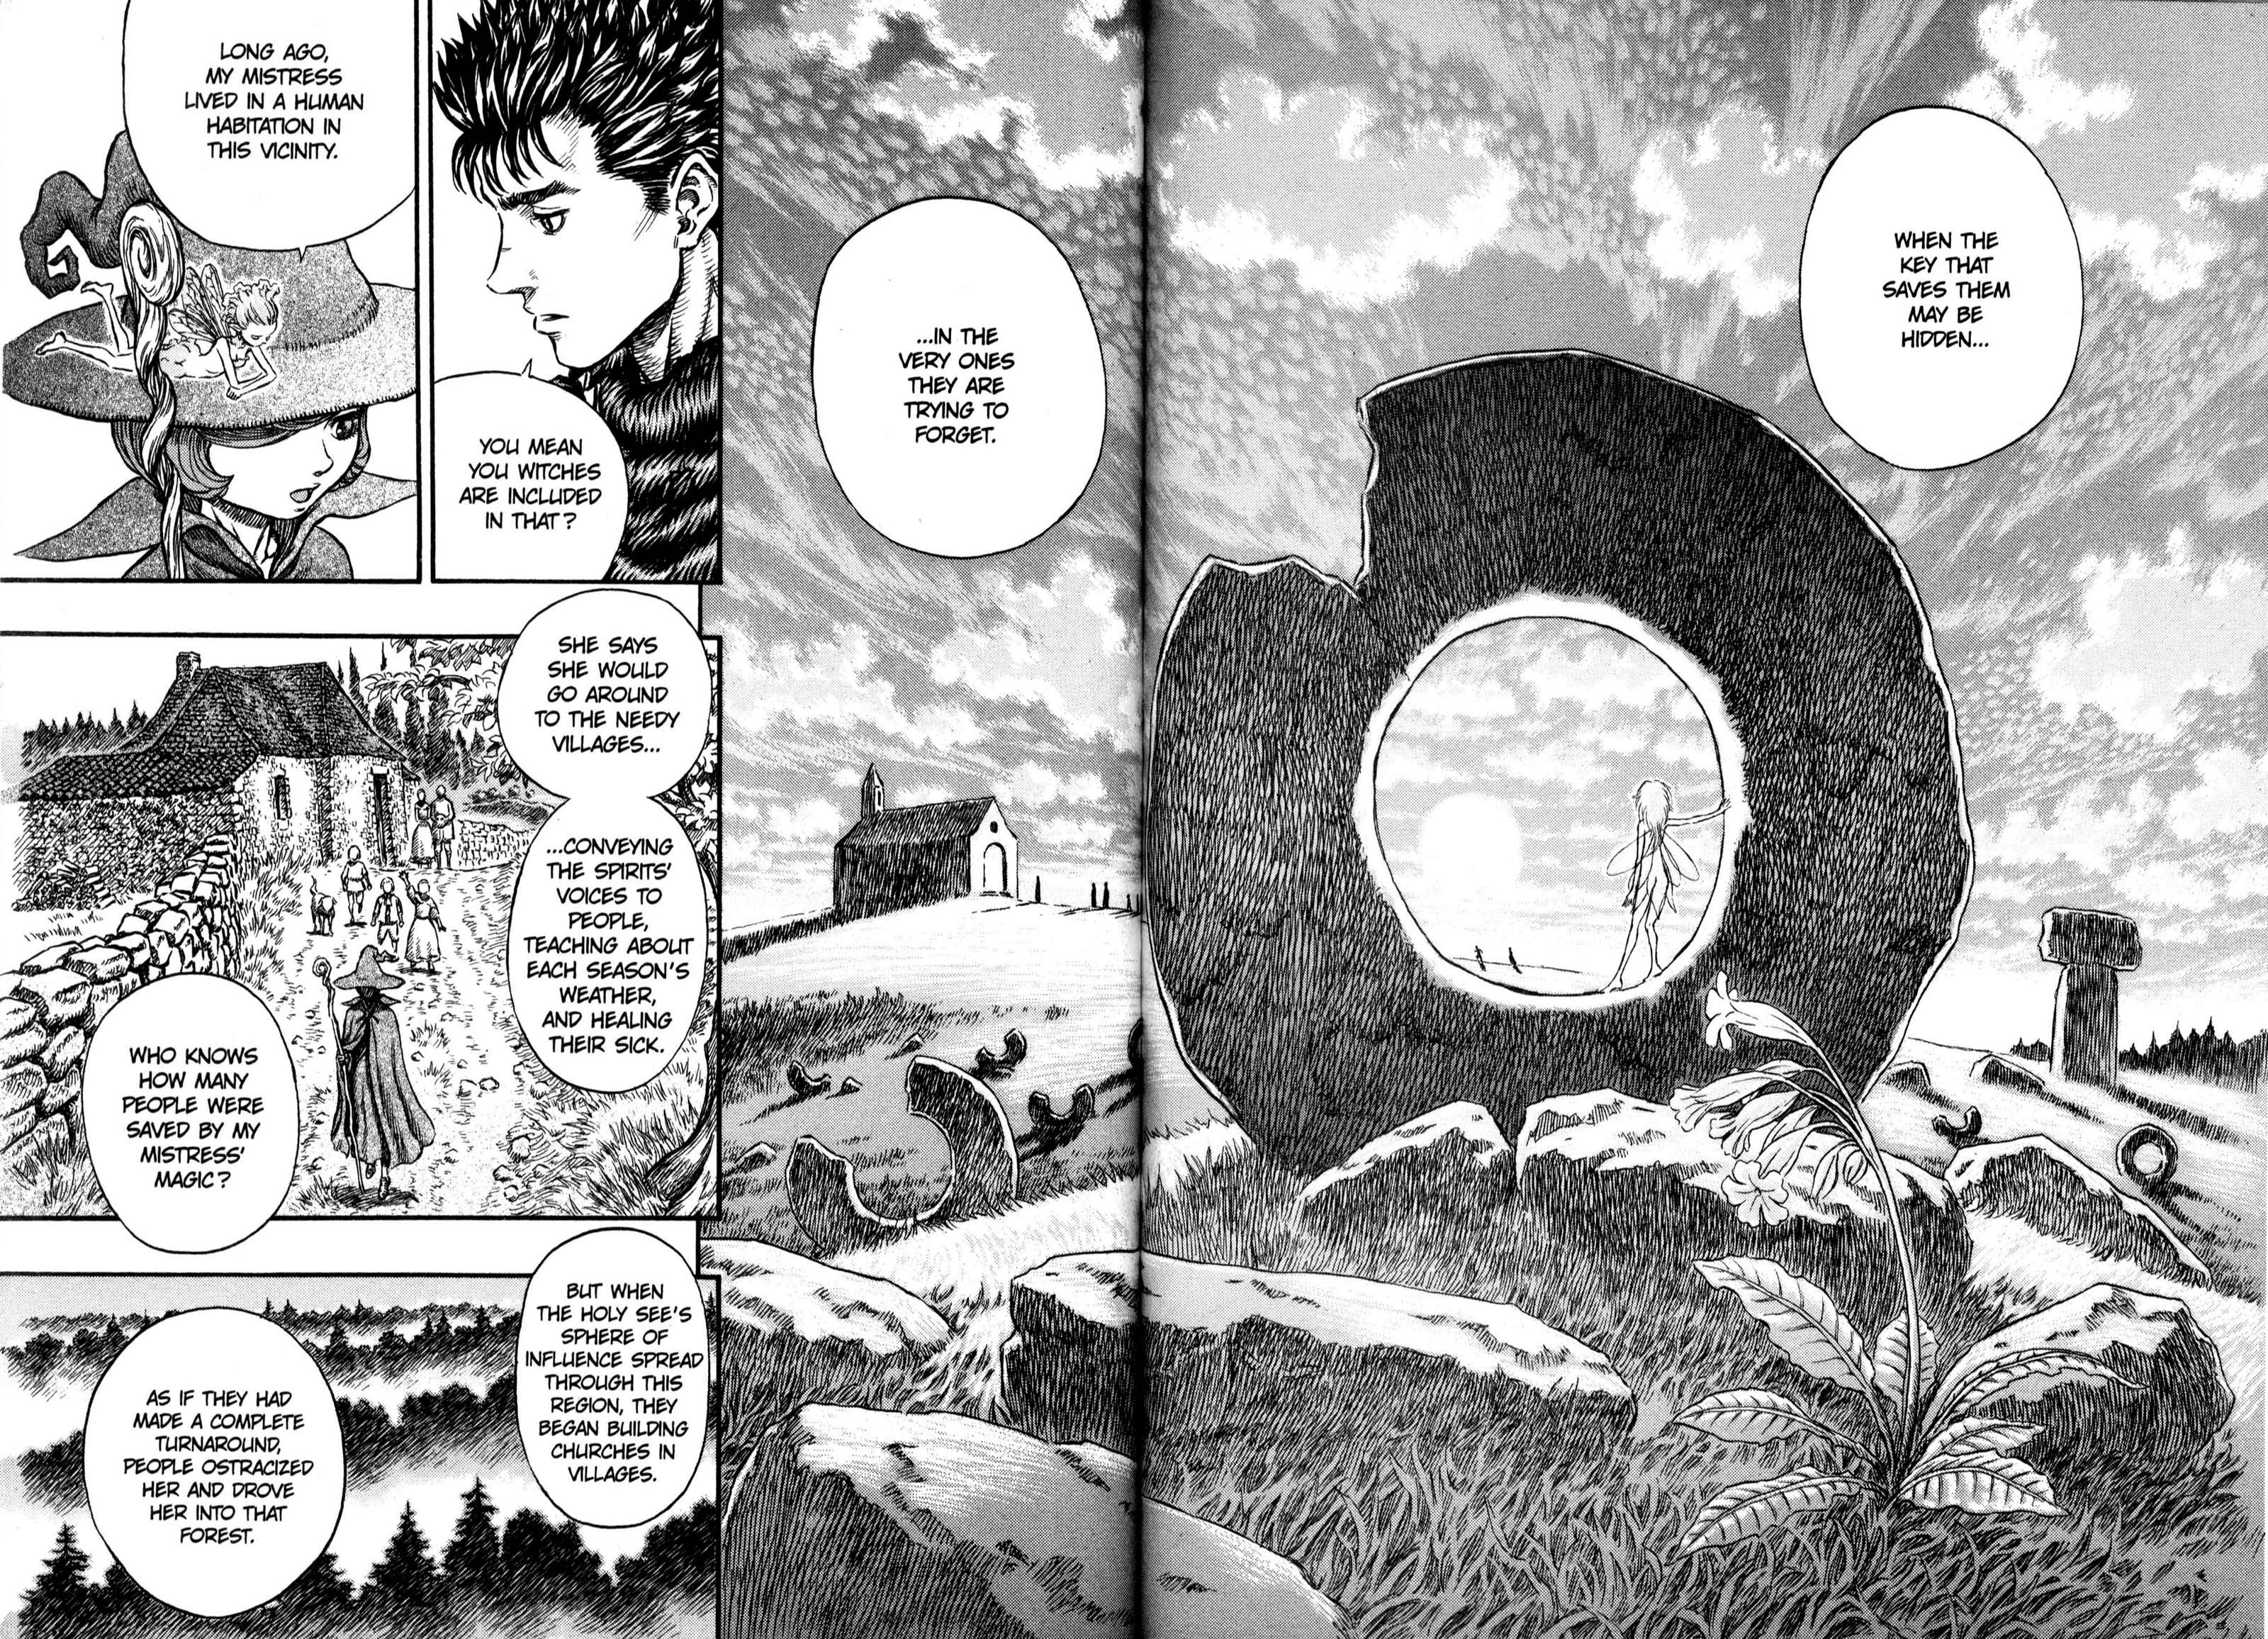 WHEN THE
KEY THAT
SAVES THEM
MAY BE
HIDDEN...
...IN THE
VERY ONES
THEY ARE
TRYING TO
FORGET.
YOU MEAN
YOU WITCHES
ARE INCLUDED
IN THAT?
LONG AGO,
MY MISTRESS
LIVED IN A HUMAN
HABITATION IN
THIS VICINITY.
SHE SAYS
SHE WOULD
GO AROUND
TO THE NEEDY
VILLAGES...
...CONVEYING
THE SPIRITS'
VOICES TO
PEOPLE,
TEACHING ABOUT
EACH SEASON'S
WEATHER,
AND HEALING
THEIR SICK.
WHO KNOWS
HOW MANY
PEOPLE WERE
SAVED BY MY
MISTRESS'
MAGIC?
BUT WHEN
THE HOLY SEE'S
SPHERE OF
INFLUENCE SPREAD
THROUGH THIS
REGION, THEY
BEGAN BUILDING
CHURCHES IN
VILLAGES.
AS IF THEY HAD
MADE A COMPLETE
TURNAROUND,
PEOPLE OSTRACIZED
HER AND DROVE
HER INTO THAT
FOREST.